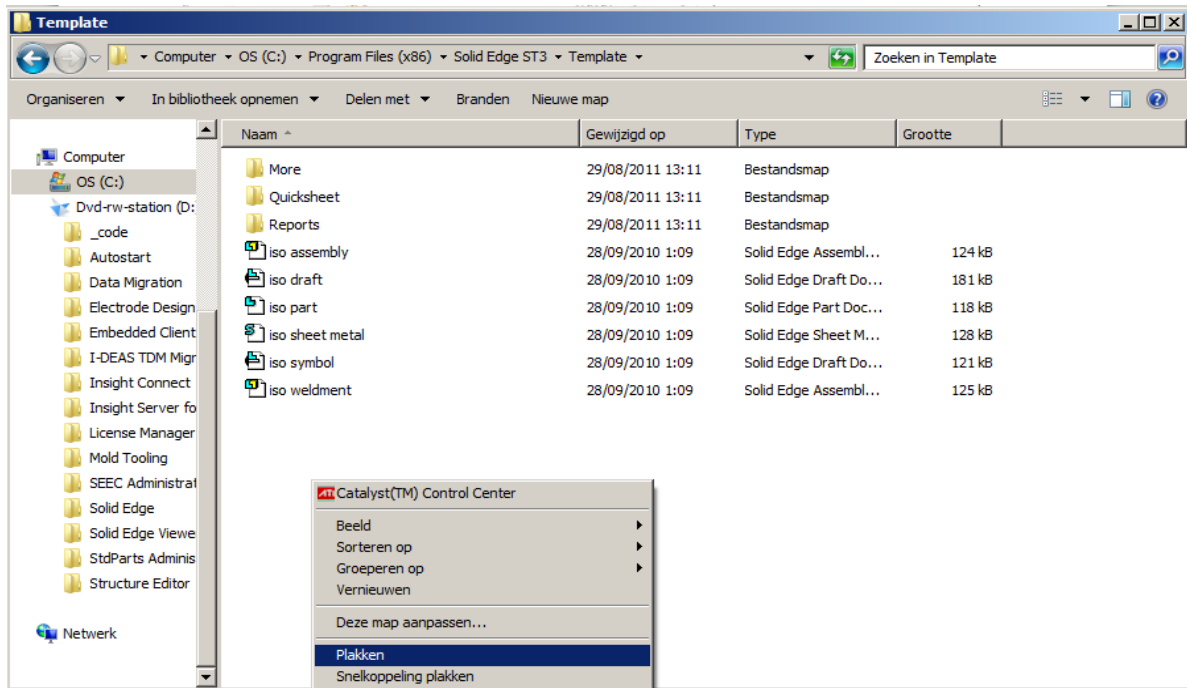 Template
Computer OS (C:) Program Files (x86) Solid Edge ST3 Template Zoeken in Template
Organiseren In bibliotheek opnemen Delen met Branden Nieuwe map
Naam Gewijzigd op Type Grootte
Computer
OS (C:)
Dvd-rw-station (D:
_code
Autostart
Data Migration
Electrode Design
Embedded Client
I-DEAS TDM Migr
Insight Connect
Insight Server fo
License Manager
Mold Tooling
SEEC Administrat
Solid Edge
Solid Edge Viewe
StdParts Adminis
Structure Editor
Netwerk
More 29/08/2011 13:11 Bestandsmap
Quicksheet 29/08/2011 13:11 Bestandsmap
Reports 29/08/2011 13:11 Bestandsmap
iso assembly 28/09/2010 1:09 Solid Edge Assembl... 124 kB
iso draft 28/09/2010 1:09 Solid Edge Draft Do... 181 kB
iso part 28/09/2010 1:09 Solid Edge Part Doc... 118 kB
iso sheet metal 28/09/2010 1:09 Solid Edge Sheet M... 128 kB
iso symbol 28/09/2010 1:09 Solid Edge Draft Do... 121 kB
iso weldment 28/09/2010 1:09 Solid Edge Assembl... 125 kB
ATI Catalyst(TM) Control Center
Beeld
Sorteren op
Groeperen op
Vernieuwen
Deze map aanpassen...
Plakken
Snelkoppeling plakken